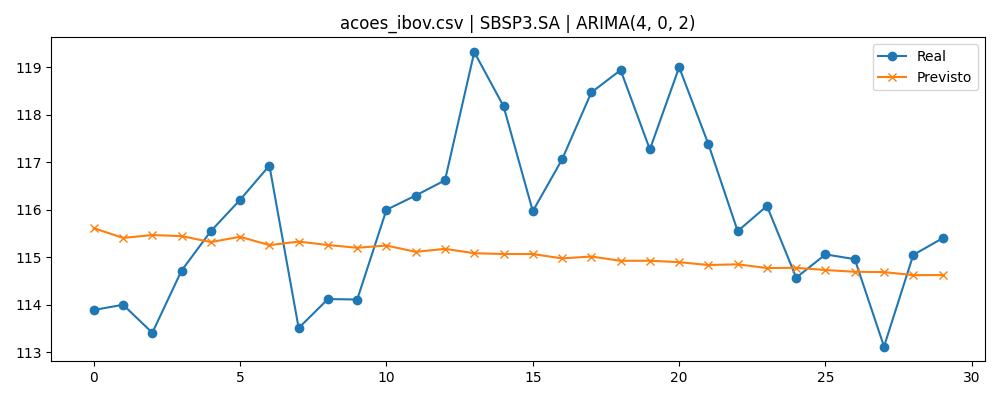 acoes_ibov.csv | SBSP3.SA | ARIMA(4, 0, 2)
Real
Previsto
119
118
117
116
115
114
113
0 5 10 15 20 25 30